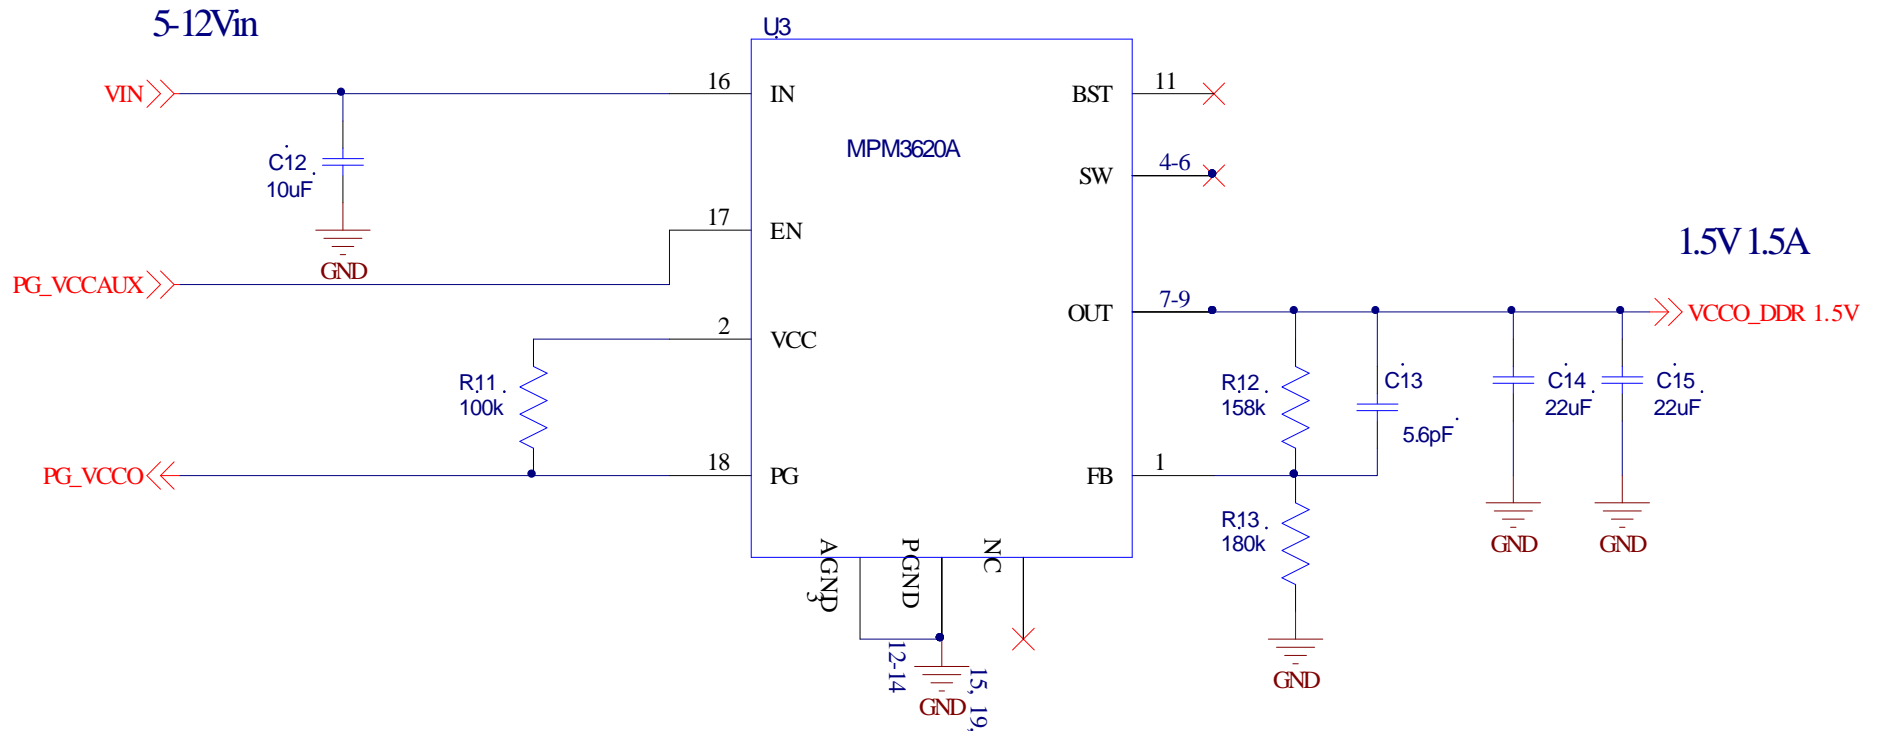 5-12Vin
U3
VIN
16
IN
BST
11
MPM3620A
C12
10uF
SW
4-6
17
EN
GND
PG_VCCAUX
1.5V 1.5A
OUT
7-9
VCCO_DDR 1.5V
2
VCC
R11
100k
R12
158k
C13
5.6pF
C14
22uF
C15
22uF
PG_VCCO
18
PG
FB
1
R13
180k
GND
GND
AGND
3
PGND
NC
12-14
15, 19,
GND
GND